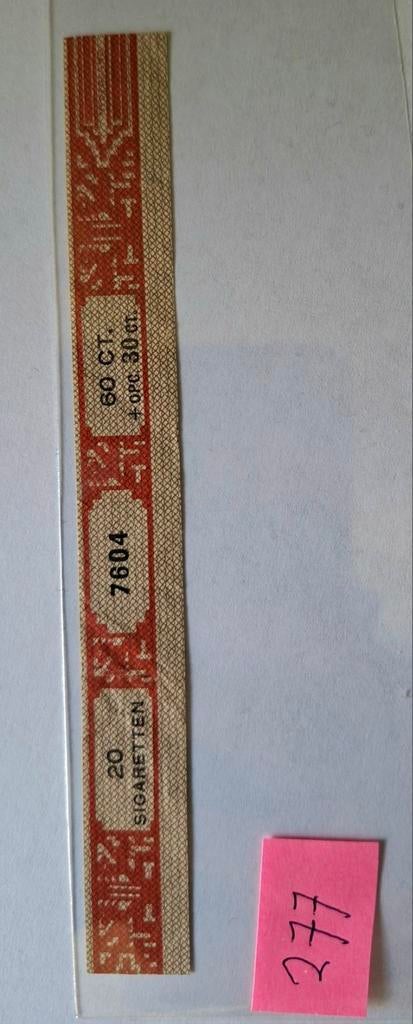 20
SIGARETTEN
7604
60 CT.
+ OPC. 30 CT.
277